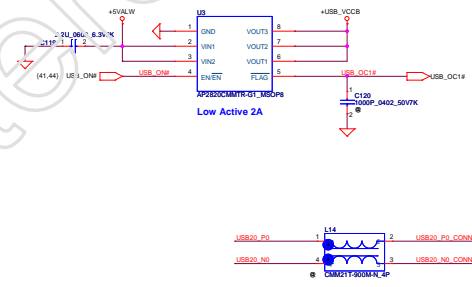 +5VALW
+USB_VCCB
U3
1 GND VOUT3 8
2 VIN1 VOUT2 7
3 VIN2 VOUT1 6
4 EN/EN FLAG 5
(41,44)
USB_ON#
USB_OC1#
USB_OC1#
AP2820CMMTR-G1_MSOP8
Low Active 2A
1
C120
1000P_0402_50V7K
2
@
L14
USB20_P0 1 2 USB20_P0_CONN
USB20_N0 4 3 USB20_N0_CONN
@ CMM21T-900M-N_4P